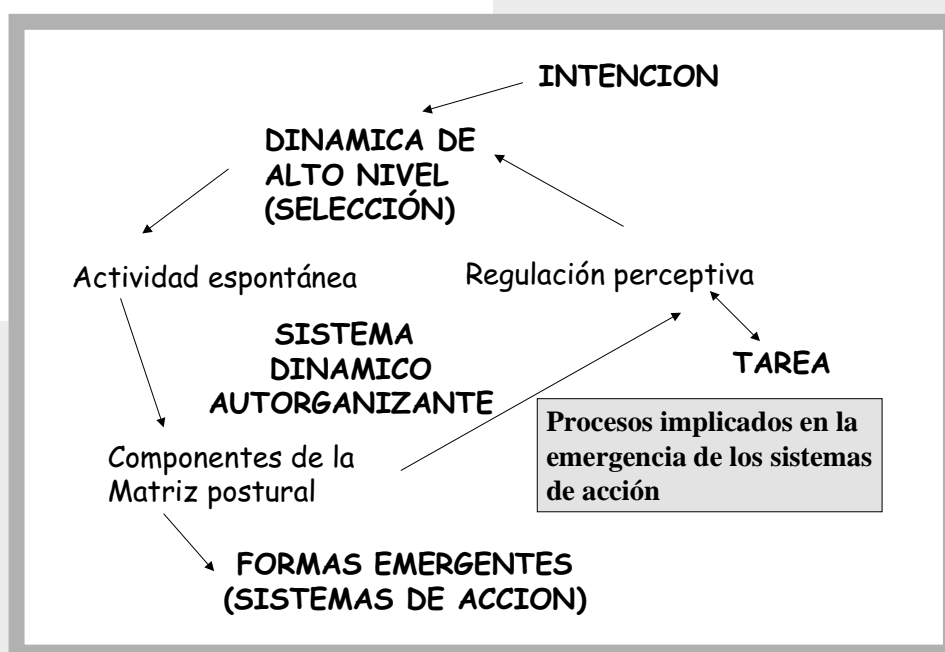 INTENCION
DINAMICA DE
ALTO NIVEL
(SELECCIÓN)
Actividad espontánea
Regulación perceptiva
SISTEMA
DINAMICO
AUTORGANIZANTE
TAREA
Procesos implicados en la
emergencia de los sistemas
de acción
Componentes de la
Matriz postural
FORMAS EMERGENTES
(SISTEMAS DE ACCION)